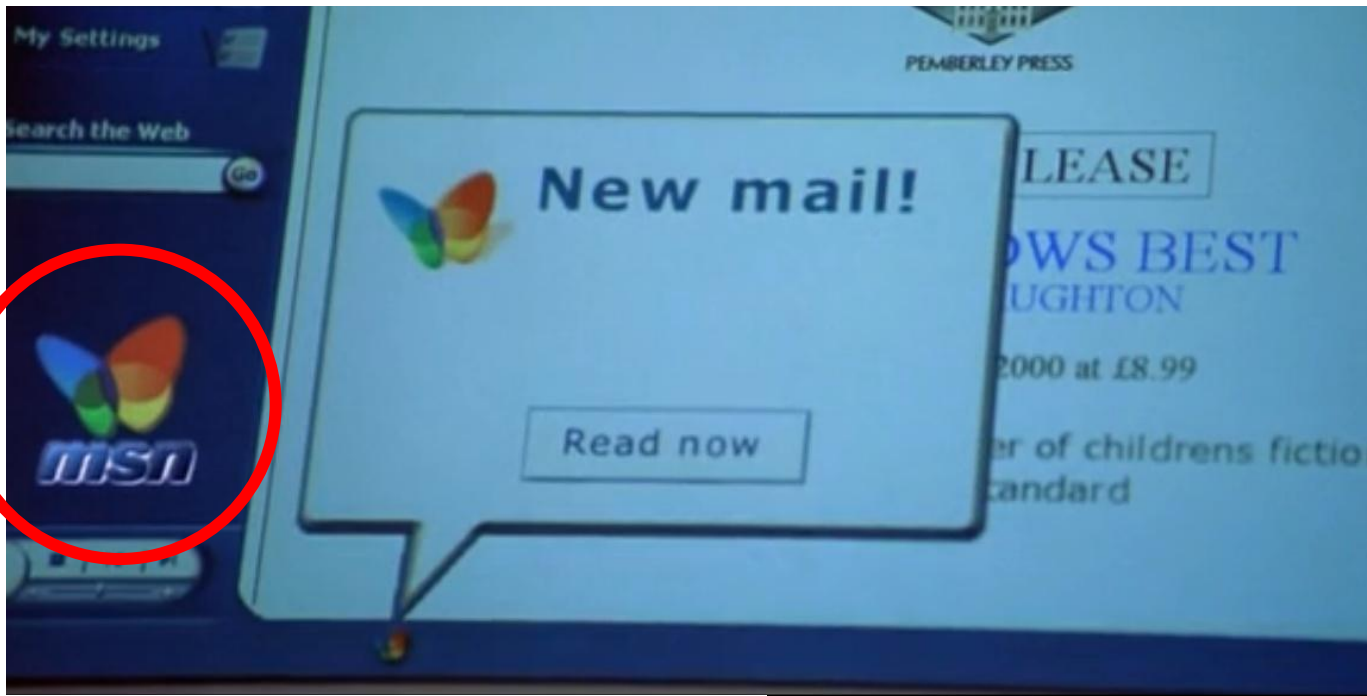 My Settings
Search the Web
Go
msn
New mail!
Read now
PEMBERLEY PRESS
LEASE
OWS BEST
UGHTON
2000 at £8.99
er of childrens fictio
tandard